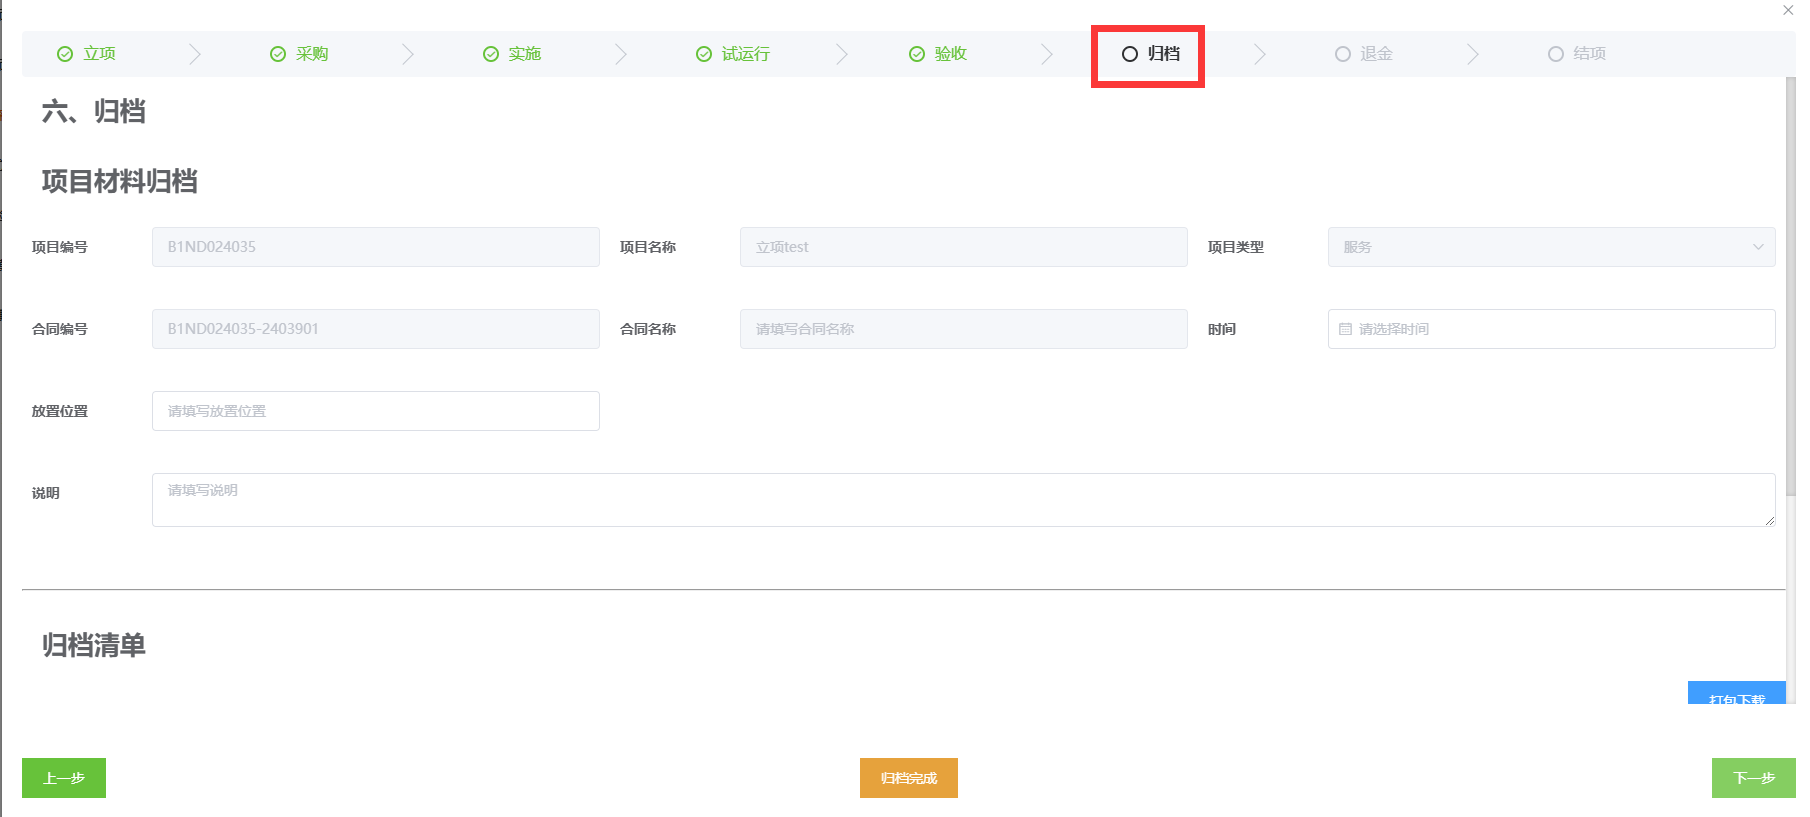 立项 采购 实施 试运行 验收 归档 退金 结项
六、归档
项目材料归档
项目编号 B1ND024035 项目名称 立项test 项目类型 服务
合同编号 B1ND024035-2403901 合同名称 请填写合同名称 时间 请选择时间
放置位置 请填写放置位置
说明 请填写说明
归档清单
打包下载
上一步 归档完成 下一步